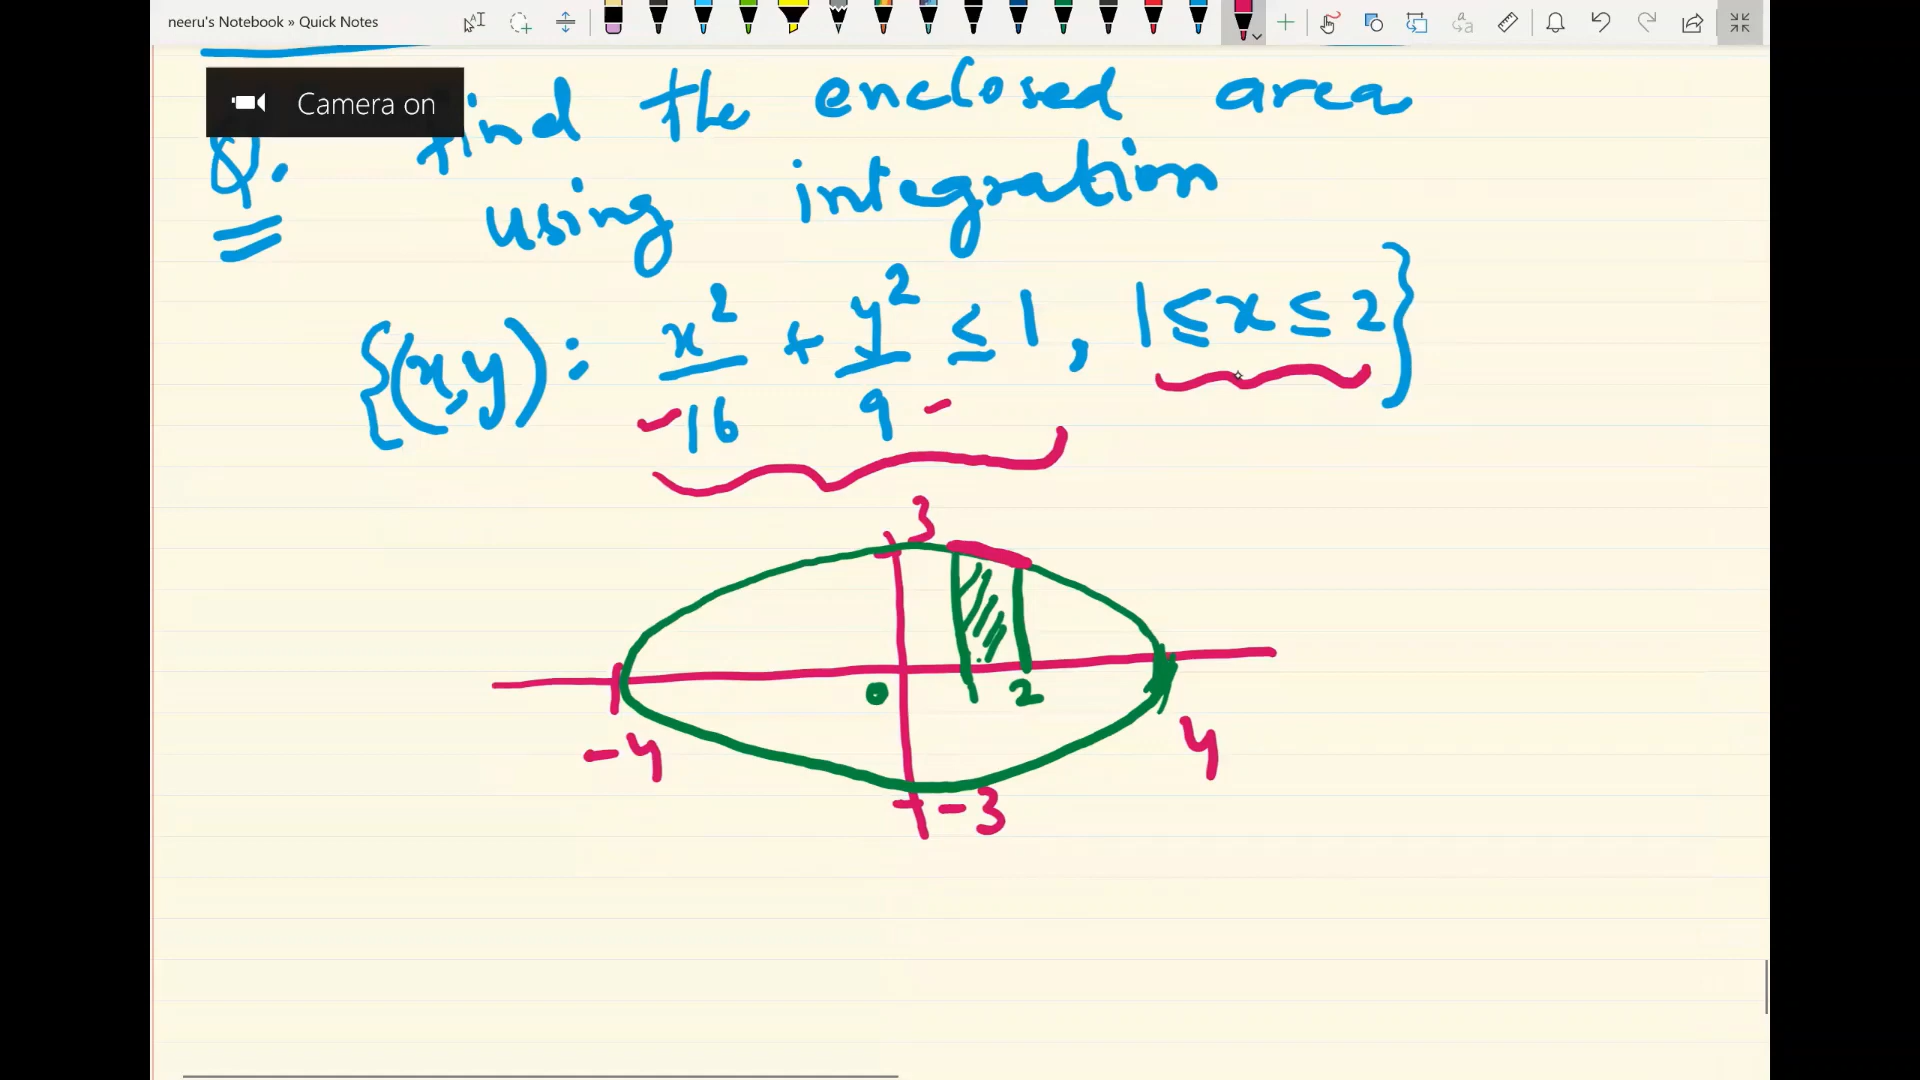 neeru's Notebook » Quick Notes
Camera on
Q. find the enclosed area
using integration
{(x,y) : x²/16 + y²/9 ≤ 1, 1≤x≤2}
3
0 2
-4 4
-3